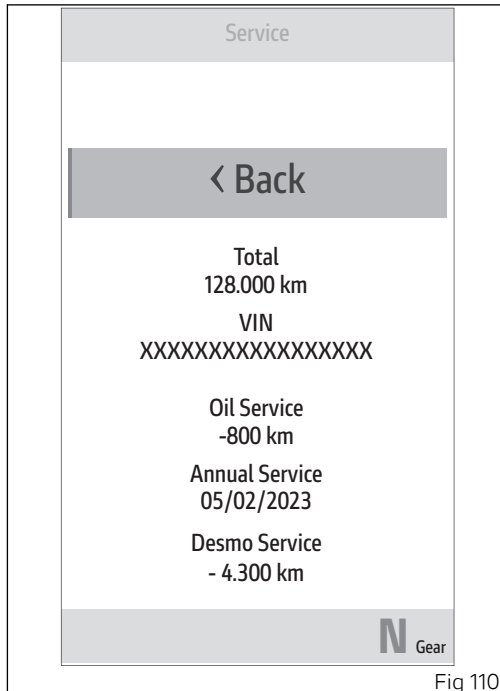 Service
< Back
Total
128.000 km
VIN
XXXXXXXXXXXXXXXXX
Oil Service
-800 km
Annual Service
05/02/2023
Desmo Service
- 4.300 km
N Gear
Fig 110